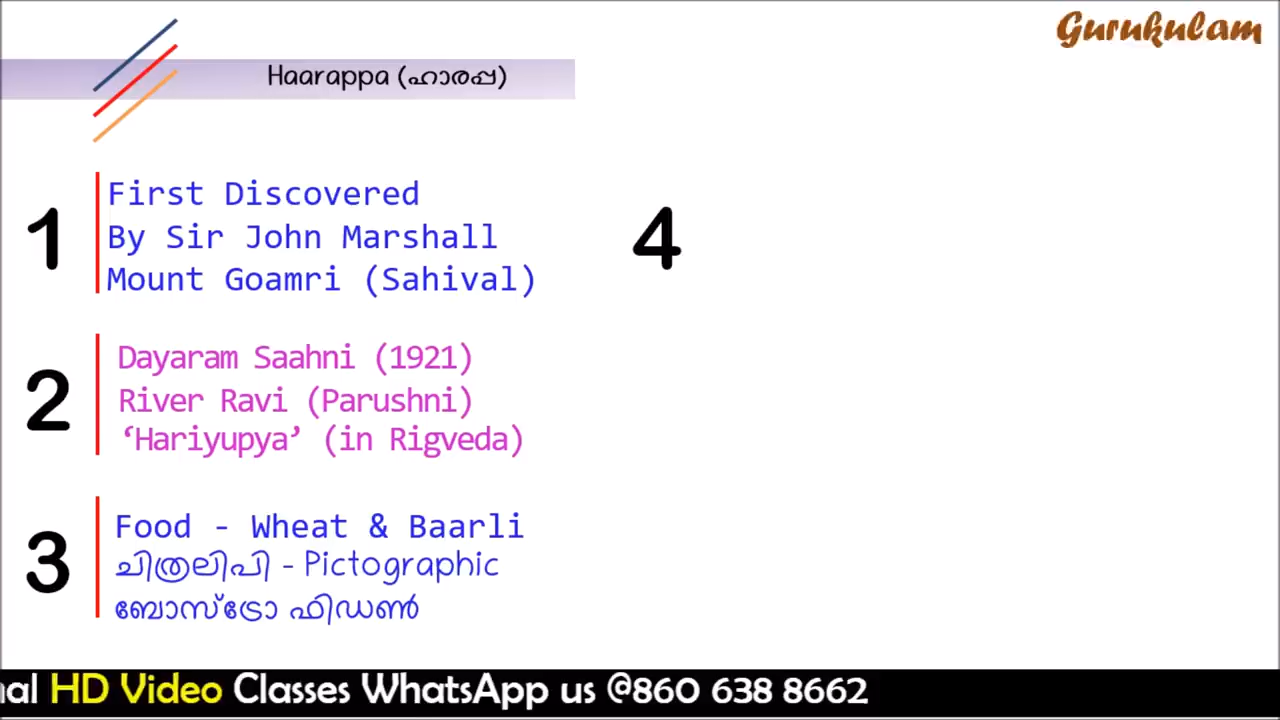 Gurukulam
Haarappa (ഹാരപ്പ)
1
First Discovered
By Sir John Marshall
Mount Goamri (Sahival)
2
Dayaram Saahni (1921)
River Ravi (Parushni)
‘Hariyupya’ (in Rigveda)
3
Food - Wheat & Baarli
ചിത്രലിപി - Pictographic
ബോസ്ട്രോ ഫിഡൺ
4
nal HD Video Classes WhatsApp us @860 638 8662